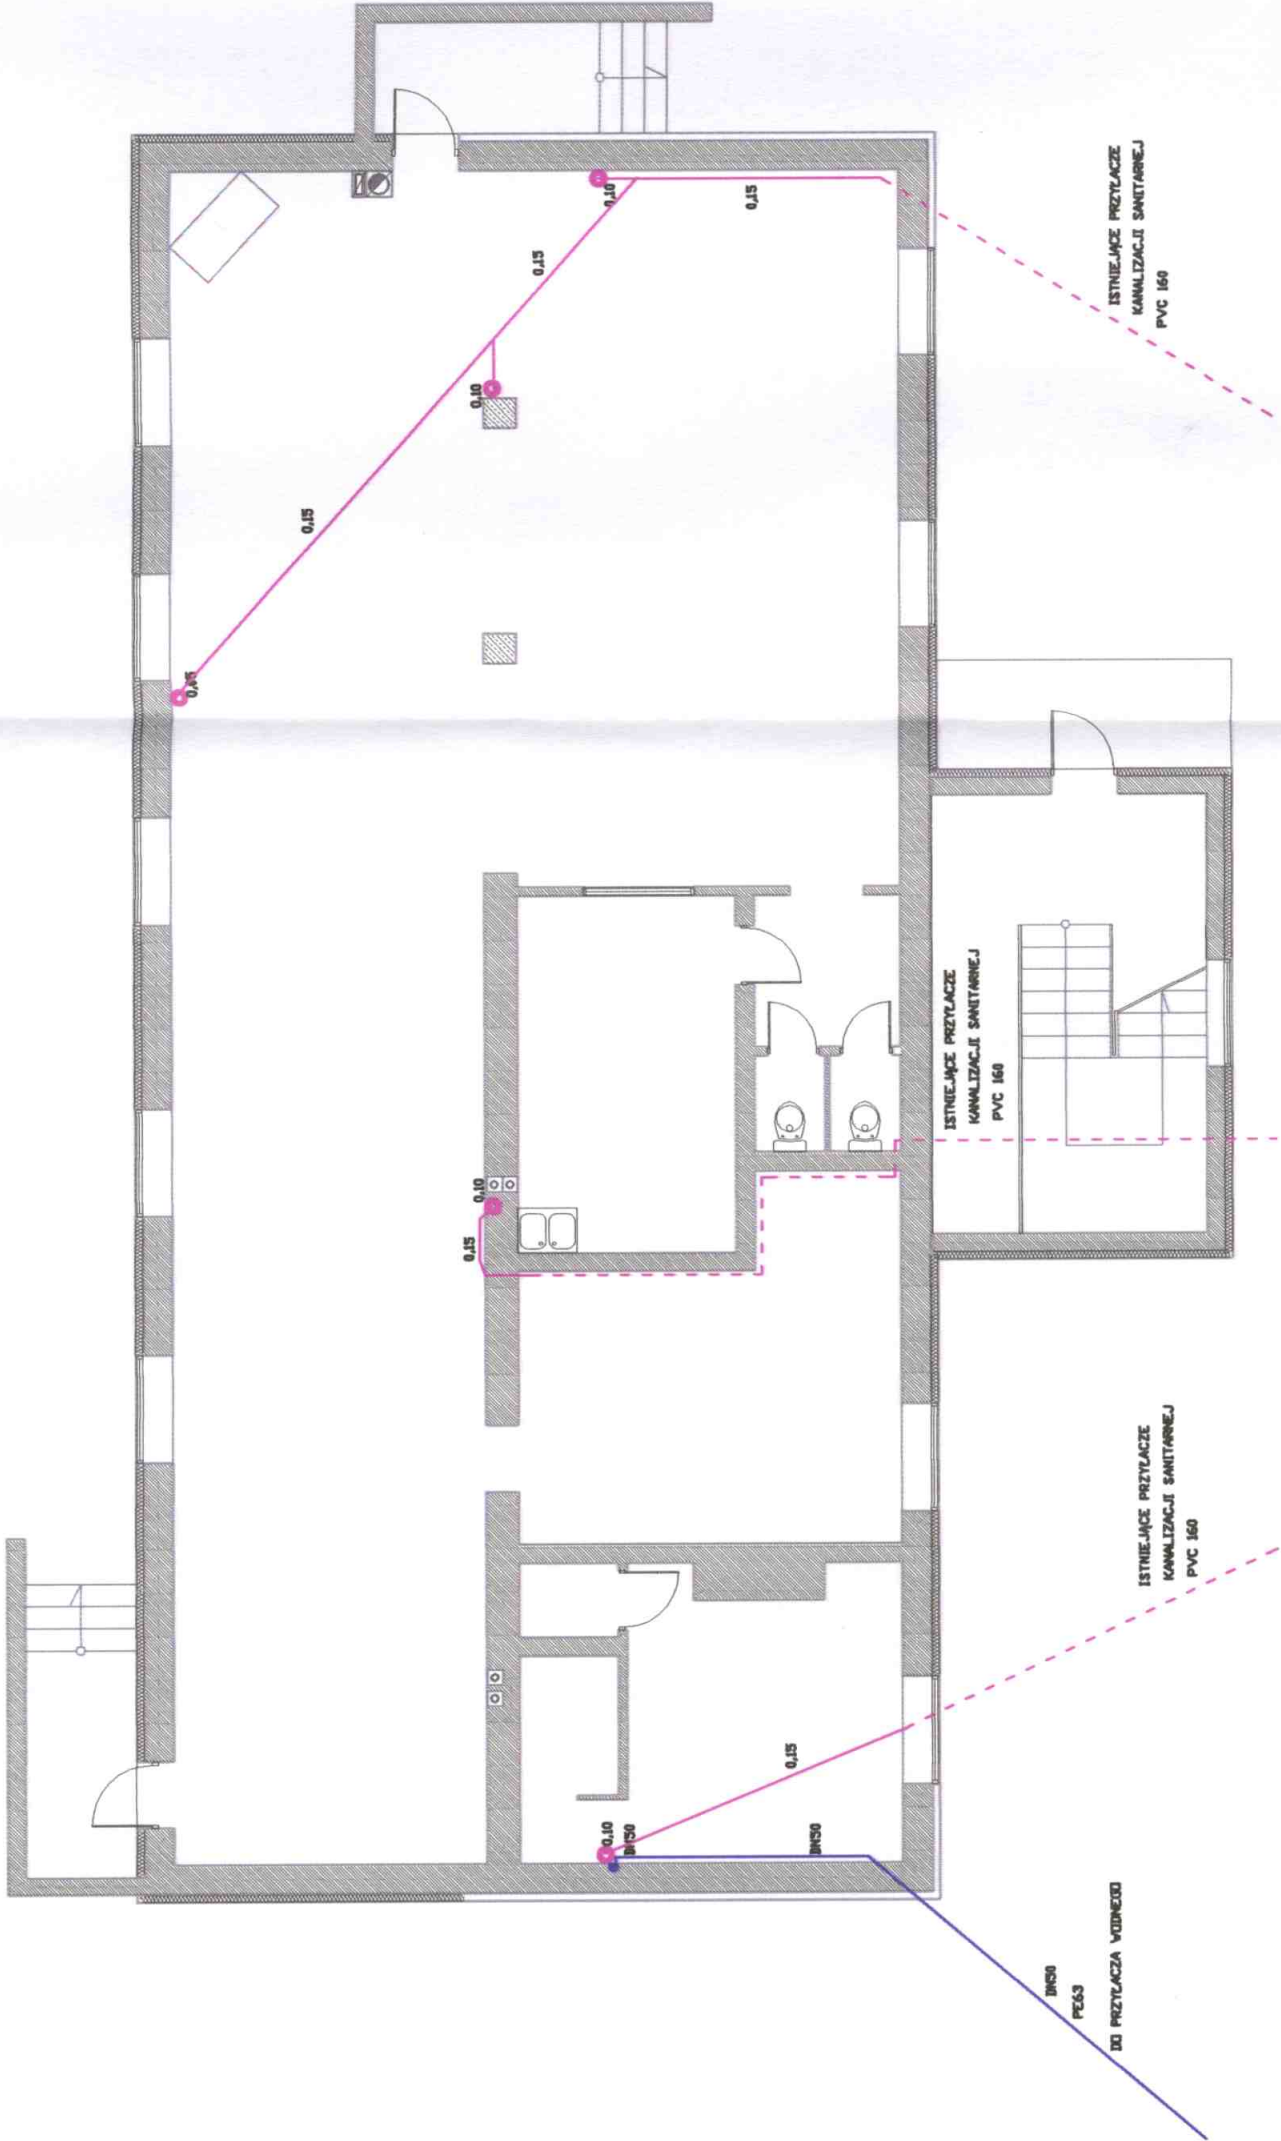 ISTNIEJĄCE PRZYŁĄCZE
KANALIZACJI SANITARNEJ
PVC 160
0,10
0,15
0,15
0,10
0,15
ISTNIEJĄCE PRZYŁĄCZE
KANALIZACJI SANITARNEJ
PVC 160
0,10
0,15
ISTNIEJĄCE PRZYŁĄCZE
KANALIZACJI SANITARNEJ
PVC 160
0,15
0,10
DN50
DN50
DN50
PE63
DO PRZYŁĄCZA WODNEGO